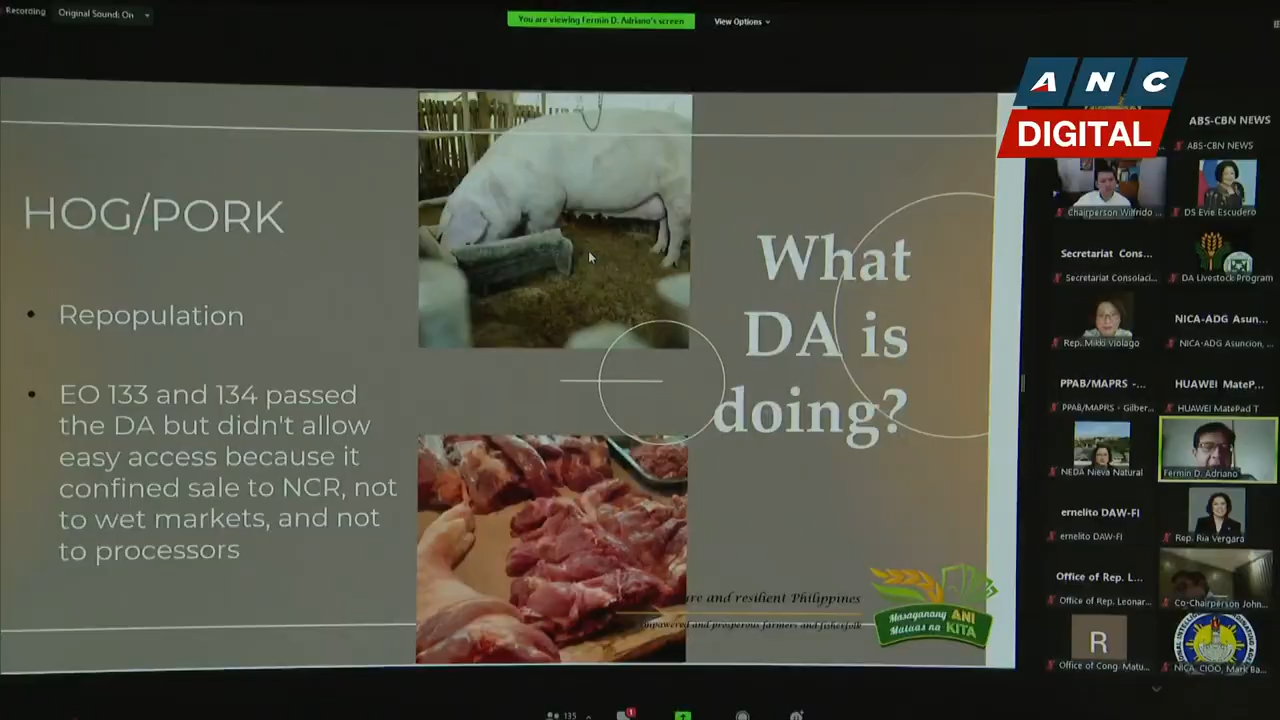 Recording
Original Sound: On
You are viewing Fermin D. Adriano's screen
View Options
ANC
DIGITAL
HOG/PORK
• Repopulation
• EO 133 and 134 passed
the DA but didn't allow
easy access because it
confined sale to NCR, not
to wet markets, and not
to processors
What
DA is
doing?
and resilient Philippines
and prosperous farmers and fisherfolk
Masaganang ANI
Mataas na KITA
ABS-CBN NEWS
ABS-CBN NEWS
Chairperson Wilfrido ...
DS Evie Escudero
Secretariat Cons...
Secretariat Consolaci...
DA Livestock Program
Rep. Mikki Violago
NICA-ADG Asun...
NICA-ADG Asuncion, ...
PPAB/MAPRS -...
PPAB/MAPRS - Gilber...
HUAWEI MateP...
HUAWEI MatePad T
NEDA Nieva Natural
Fermin D. Adriano
ernelito DAW-FI
ernelito DAW-FI
Rep. Ria Vergara
Office of Rep. L...
Office of Rep. Leonar...
Co-Chairperson John...
R
Office of Cong. Matu...
NICA, CIOO, Mark Ba...
135
1